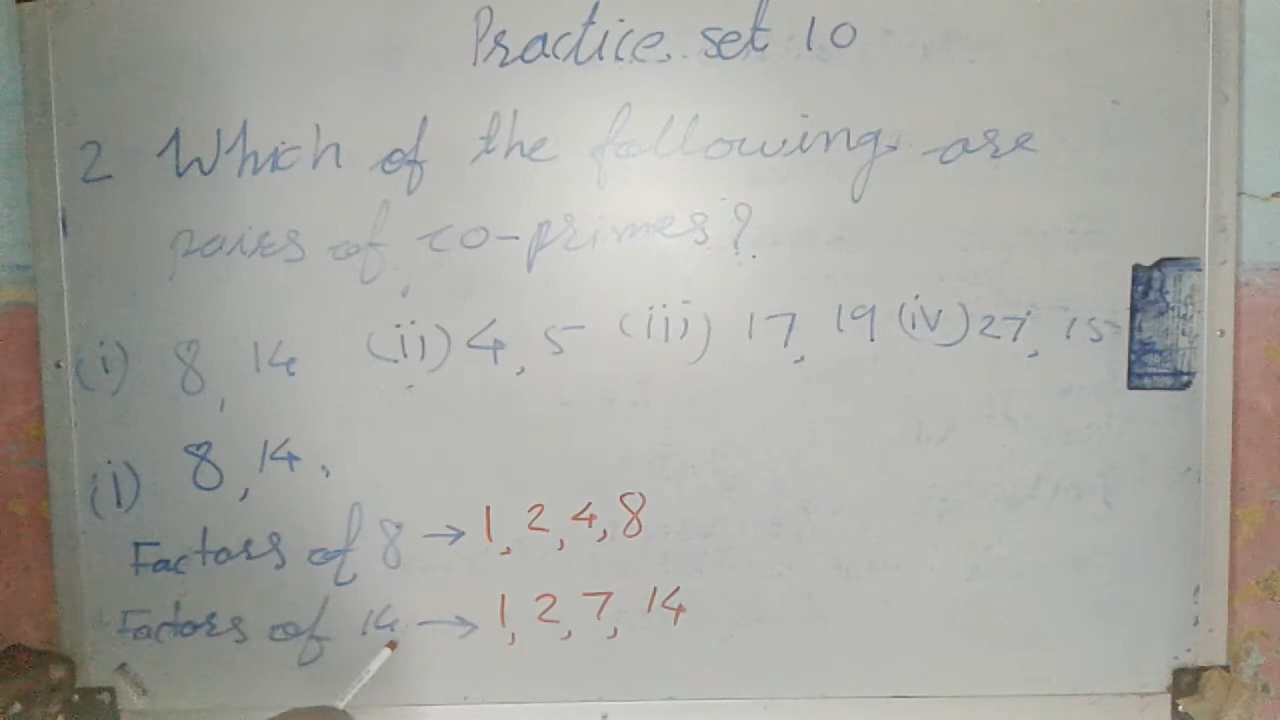 Practice set 10
2 Which of the following are
pairs of co-primes?
(i) 8, 14 (ii) 4, 5 (iii) 17, 19 (iv) 27, 15
(i) 8, 14.
Factors of 8 → 1, 2, 4, 8
Factors of 14 → 1, 2, 7, 14